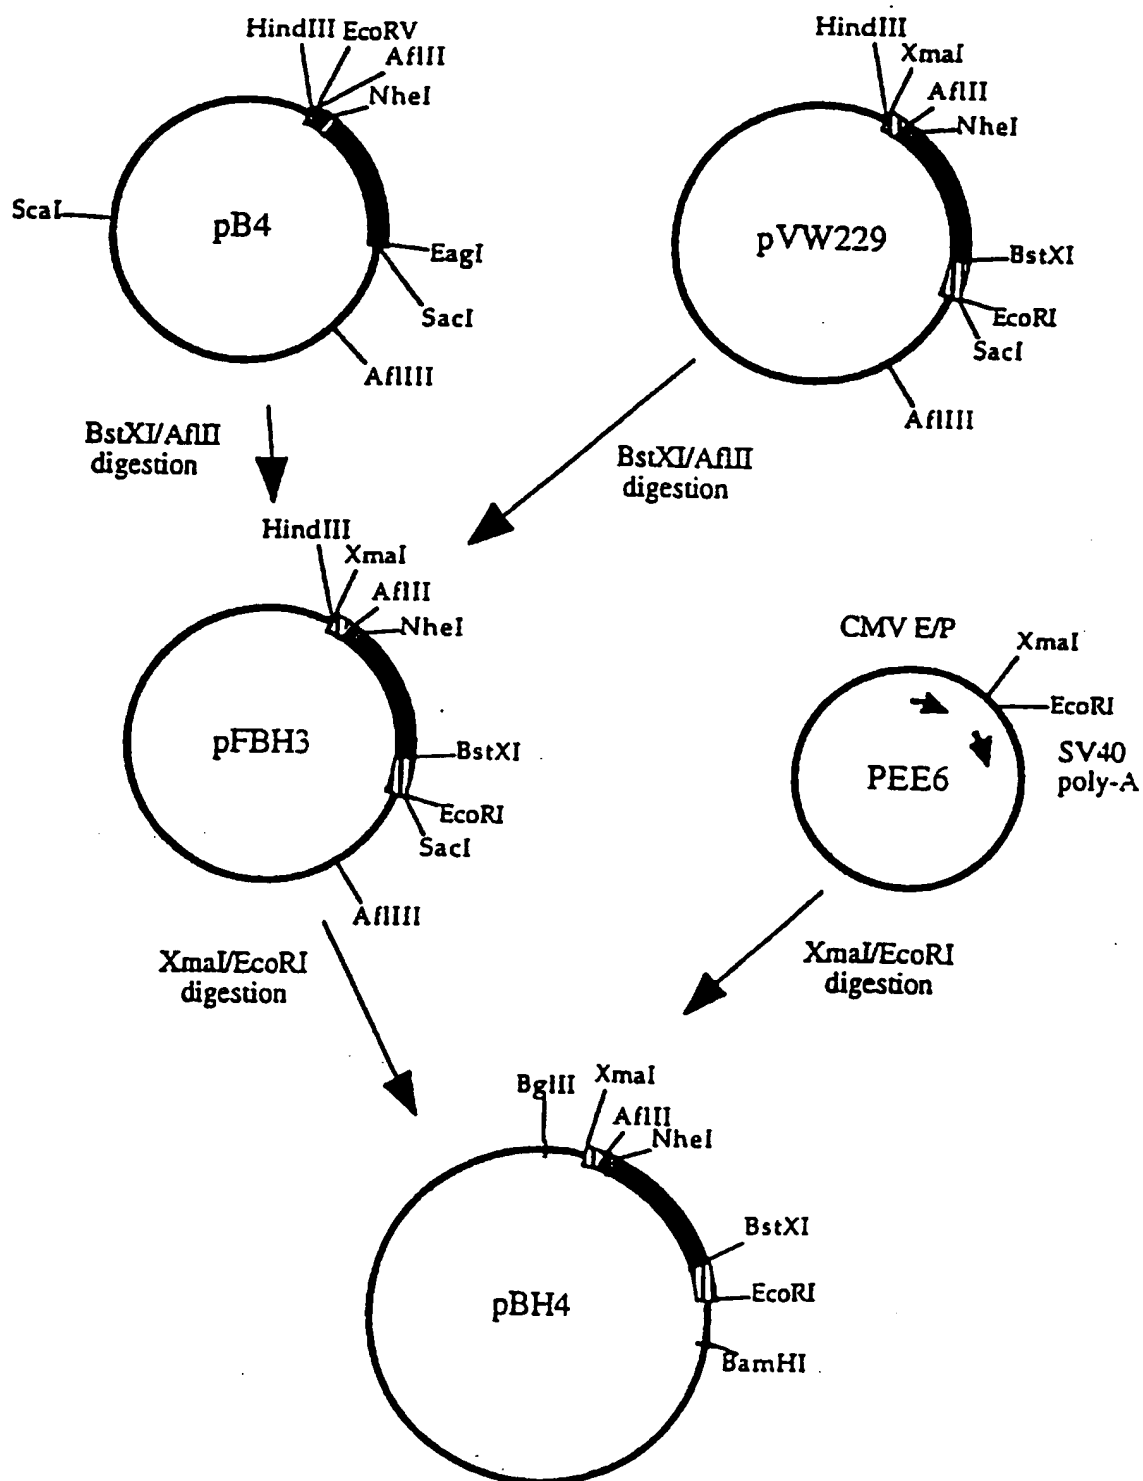 HindIII EcoRV
AflII
NheI
ScaI
pB4
EagI
SacI
AflIII
HindIII
XmaI
AflII
NheI
pVW229
BstXI
EcoRI
SacI
AflIII
BstXI/AflII
digestion
BstXI/AflII
digestion
HindIII
XmaI
AflII
NheI
pFBH3
BstXI
EcoRI
SacI
AflIII
CMV E/P
XmaI
EcoRI
PEE6
SV40
poly-A
XmaI/EcoRI
digestion
XmaI/EcoRI
digestion
BglII
XmaI
AflII
NheI
pBH4
BstXI
EcoRI
BamHI